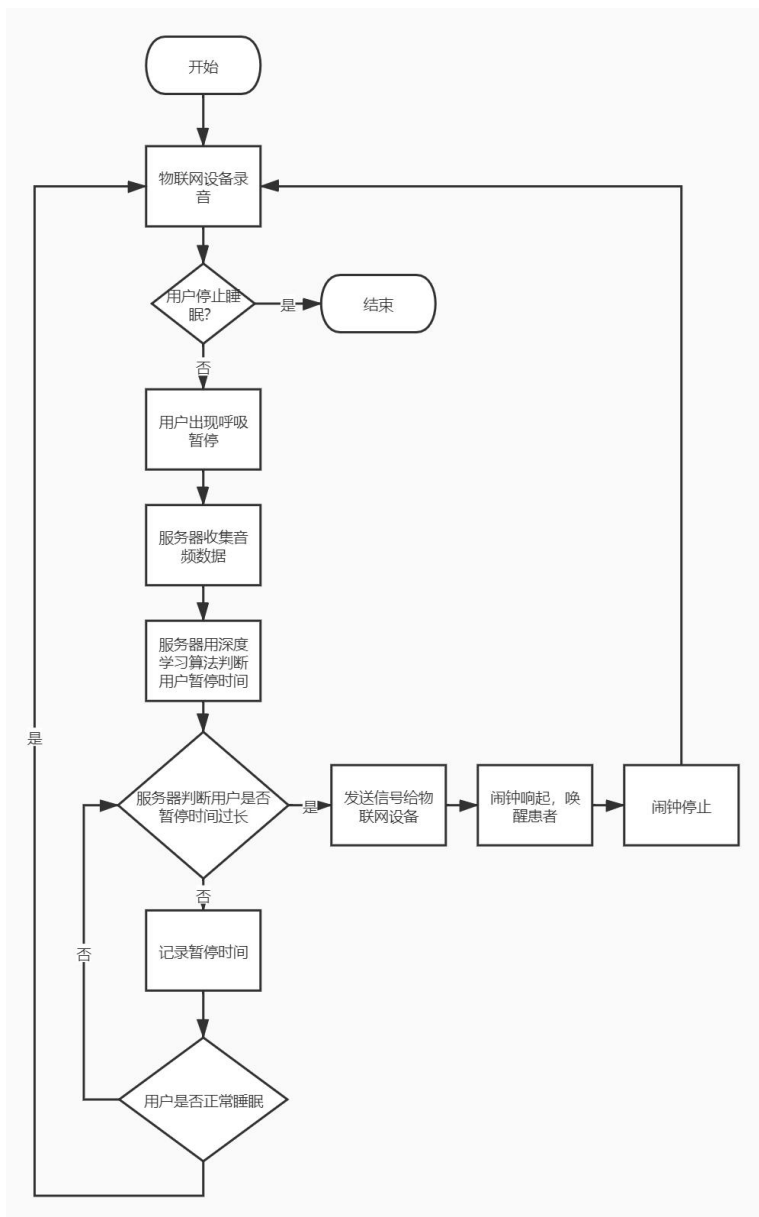 开始
物联网设备录
音
用户停止睡
眠?
是
结束
否
用户出现呼吸
暂停
服务器收集音
频数据
服务器用深度
学习算法判断
用户暂停时间
是
服务器判断用户是否
暂停时间过长
是
发送信号给物
联网设备
闹钟响起，唤
醒患者
闹钟停止
否
记录暂停时间
否
用户是否正常睡眠